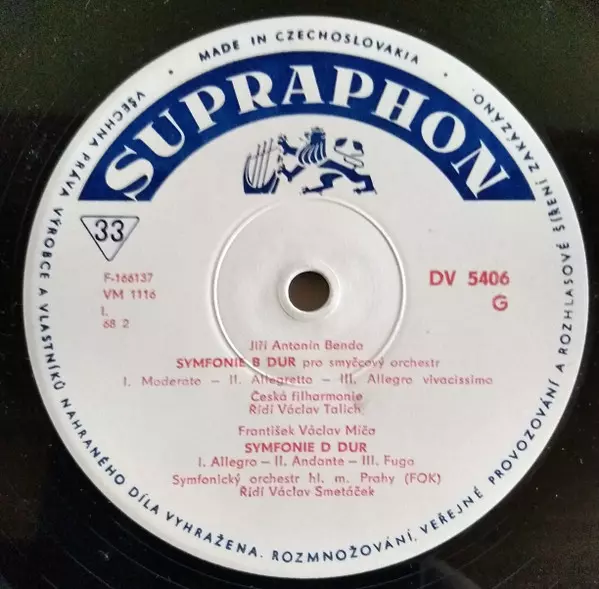 • MADE IN CZECHOSLOVAKIA •
SUPRAPHON
VŠECHNA PRÁVA VÝROBCE A VLASTNÍKŮ NAHRANÉHO DÍLA VYHRAŽENA. ROZMNOŽOVÁNÍ, VEŘEJNÉ PROVOZOVÁNÍ A ROZHLASOVÉ ŠÍŘENÍ ZAKÁZÁNO.
33
F-166137
VM 1116
I.
68 2
DV 5406
G
Jiří Antonín Benda
SYMFONIE B DUR pro smyčcový orchestr
I. Moderato – II. Allegretto – III. Allegro vivacissimo
Česká filharmonie
Řídí Václav Talich
František Václav Míča
SYMFONIE D DUR
I. Allegro – II. Andante – III. Fuga
Symfonický orchestr hl. m. Prahy (FOK)
Řídí Václav Smetáček